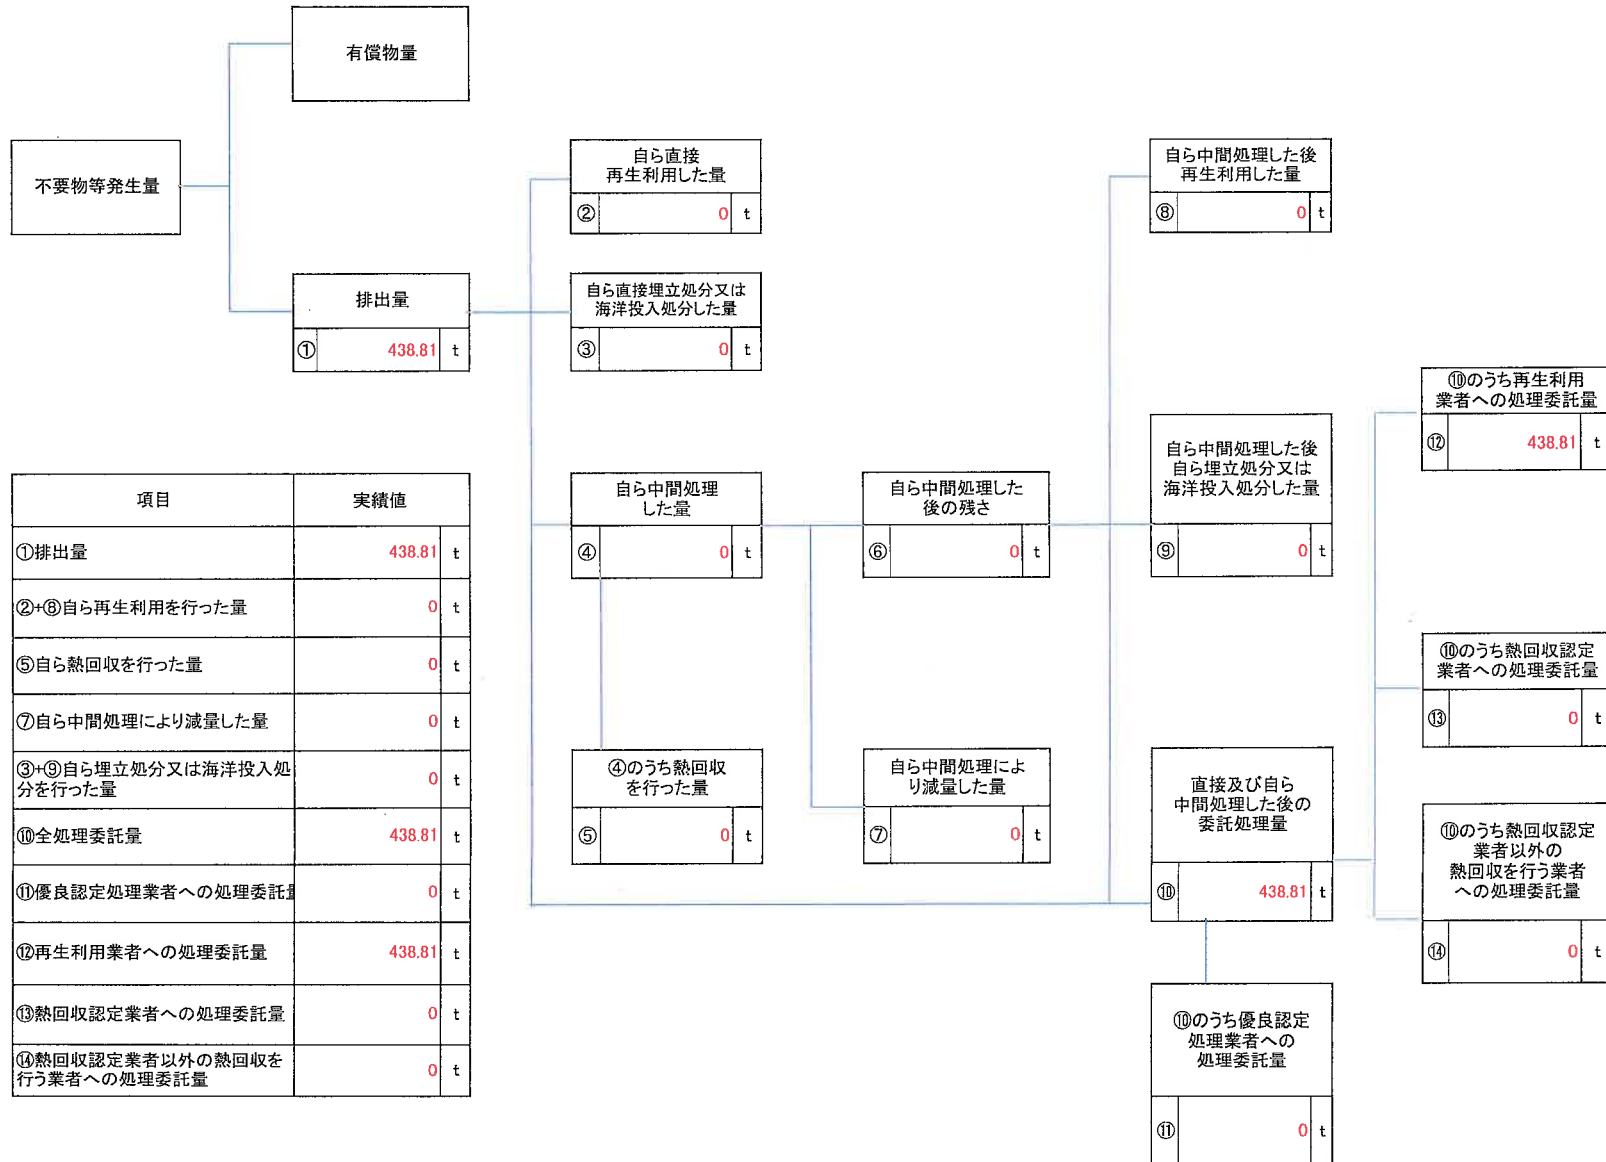 有償物量
不要物等発生量
排出量
① 438.81 t
自ら直接
再生利用した量
② 0 t
自ら直接埋立処分又は
海洋投入処分した量
③ 0 t
自ら中間処理
した量
④ 0 t
④のうち熱回収
を行った量
⑤ 0 t
自ら中間処理した
後の残さ
⑥ 0 t
自ら中間処理によ
り減量した量
⑦ 0 t
自ら中間処理した後
再生利用した量
⑧ 0 t
自ら中間処理した後
自ら埋立処分又は
海洋投入処分した量
⑨ 0 t
直接及び自ら
中間処理した後の
委託処理量
⑩ 438.81 t
⑩のうち優良認定
処理業者への
処理委託量
⑪ 0 t
⑩のうち再生利用
業者への処理委託量
⑫ 438.81 t
⑩のうち熱回収認定
業者への処理委託量
⑬ 0 t
⑩のうち熱回収認定
業者以外の
熱回収を行う業者
への処理委託量
⑭ 0 t
項目 実績値
①排出量 438.81 t
②+⑧自ら再生利用を行った量 0 t
⑤自ら熱回収を行った量 0 t
⑦自ら中間処理により減量した量 0 t
③+⑨自ら埋立処分又は海洋投入処
分を行った量 0 t
⑩全処理委託量 438.81 t
⑪優良認定処理業者への処理委託量 0 t
⑫再生利用業者への処理委託量 438.81 t
⑬熱回収認定業者への処理委託量 0 t
⑭熱回収認定業者以外の熱回収を
行う業者への処理委託量 0 t